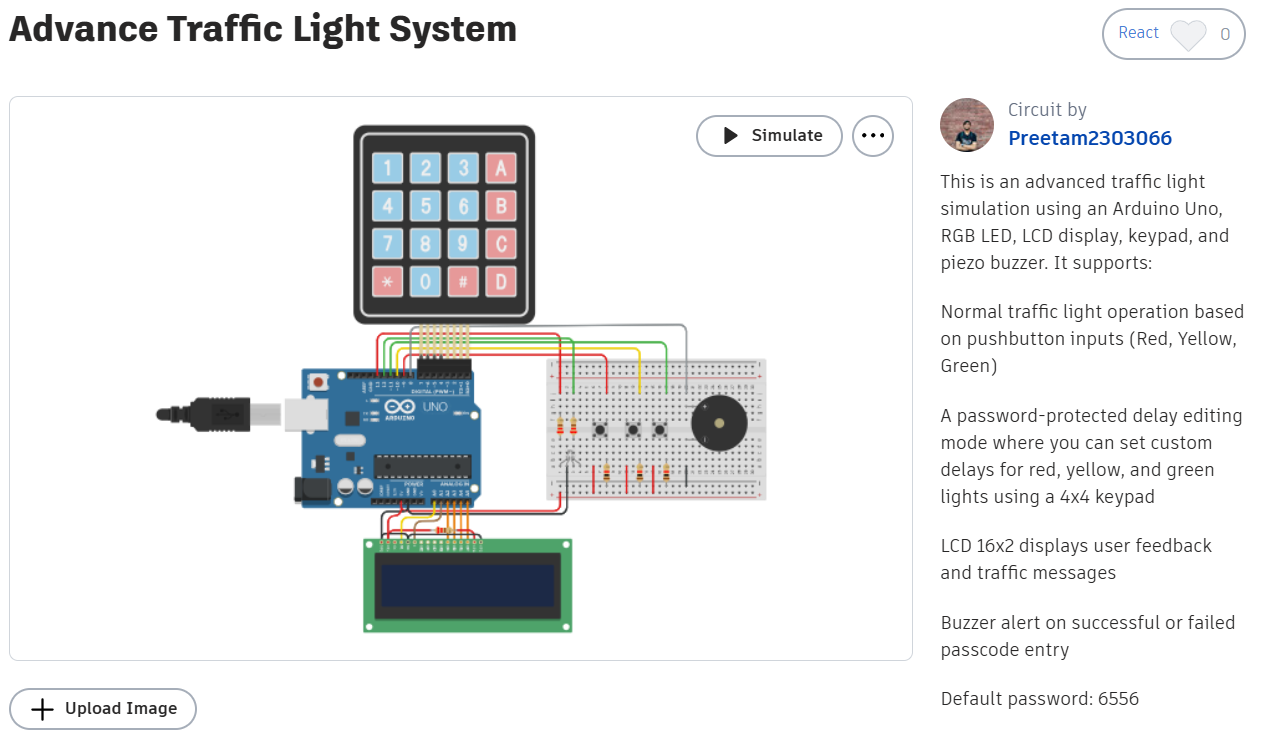 Advance Traffic Light System
React 0
Simulate
1 2 3 A
4 5 6 B
7 8 9 C
* 0 # D
DIGITAL (PWM~)
UNO
ARDUINO
POWER ANALOG IN
Upload Image
Circuit by
Preetam2303066
This is an advanced traffic light
simulation using an Arduino Uno,
RGB LED, LCD display, keypad, and
piezo buzzer. It supports:
Normal traffic light operation based
on pushbutton inputs (Red, Yellow,
Green)
A password-protected delay editing
mode where you can set custom
delays for red, yellow, and green
lights using a 4x4 keypad
LCD 16x2 displays user feedback
and traffic messages
Buzzer alert on successful or failed
passcode entry
Default password: 6556